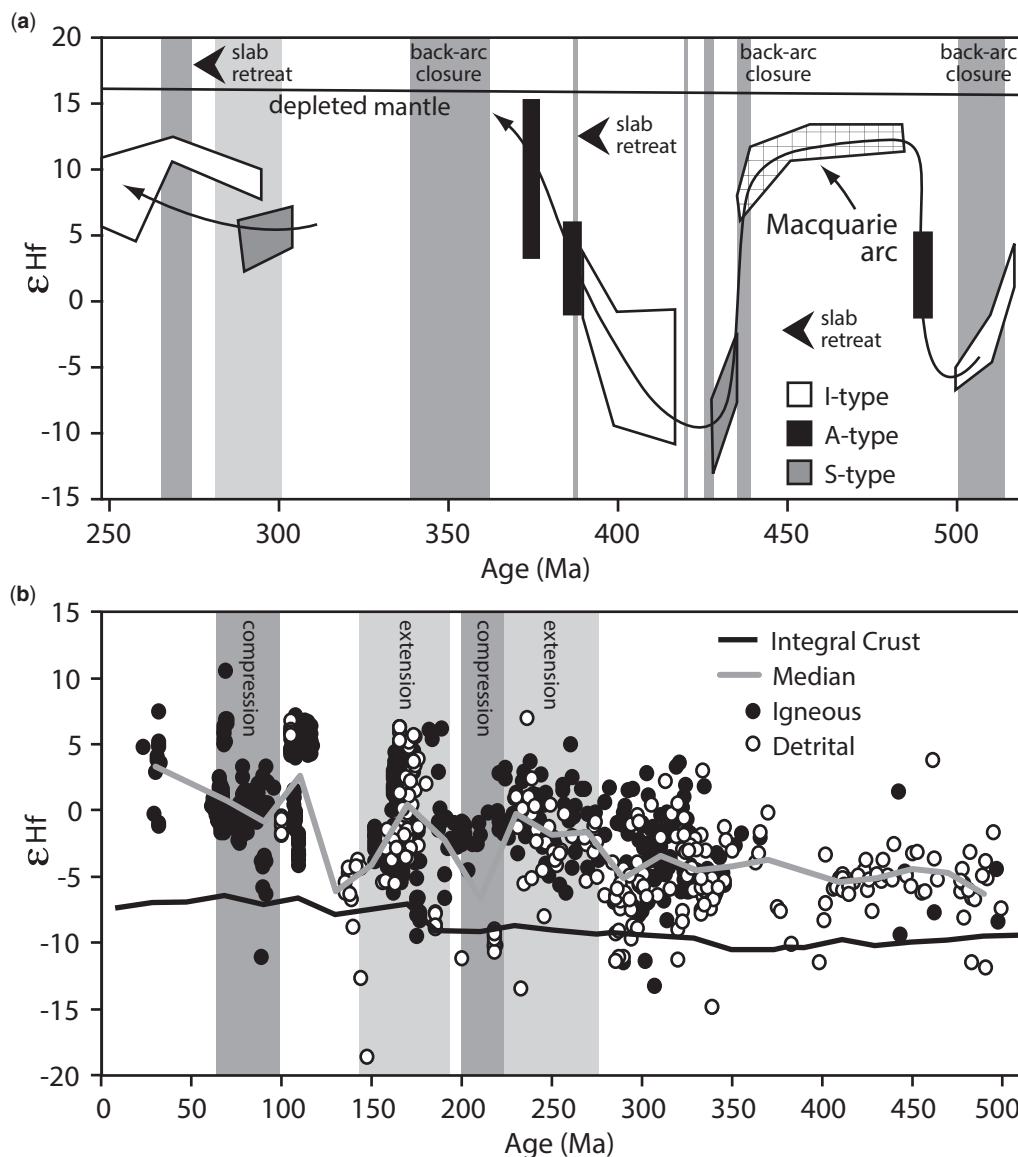 (a)
20
15
10
5
0
-5
-10
-15
εHf
slab
retreat
back-arc
closure
back-arc
closure
back-arc
closure
depleted mantle
slab
retreat
Macquarie
arc
slab
retreat
I-type
A-type
S-type
250 300 350 400 450 500
Age (Ma)
(b)
15
10
5
0
-5
-10
-15
-20
εHf
compression
extension
compression
extension
Integral Crust
Median
Igneous
Detrital
0 50 100 150 200 250 300 350 400 450 500
Age (Ma)